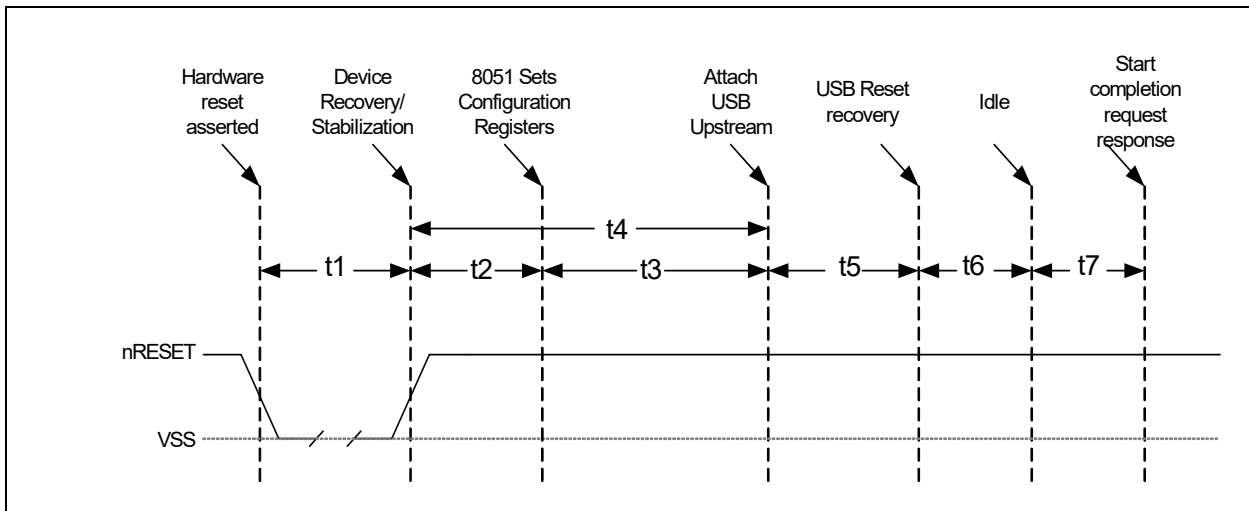 Hardware
reset
asserted
Device
Recovery/
Stabilization
8051 Sets
Configuration
Registers
Attach
USB
Upstream
USB Reset
recovery
Idle
Start
completion
request
response
t4
t1
t2
t3
t5
t6
t7
nRESET
VSS